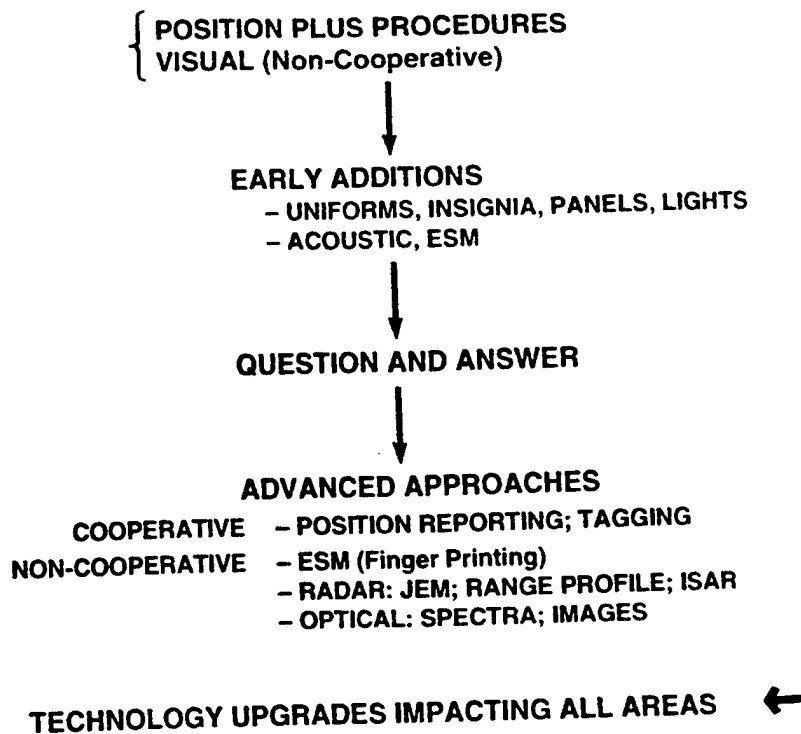 POSITION PLUS PROCEDURES
VISUAL (Non-Cooperative)
EARLY ADDITIONS
– UNIFORMS, INSIGNIA, PANELS, LIGHTS
– ACOUSTIC, ESM
QUESTION AND ANSWER
ADVANCED APPROACHES
COOPERATIVE – POSITION REPORTING; TAGGING
NON-COOPERATIVE – ESM (Finger Printing)
– RADAR: JEM; RANGE PROFILE; ISAR
– OPTICAL: SPECTRA; IMAGES
TECHNOLOGY UPGRADES IMPACTING ALL AREAS